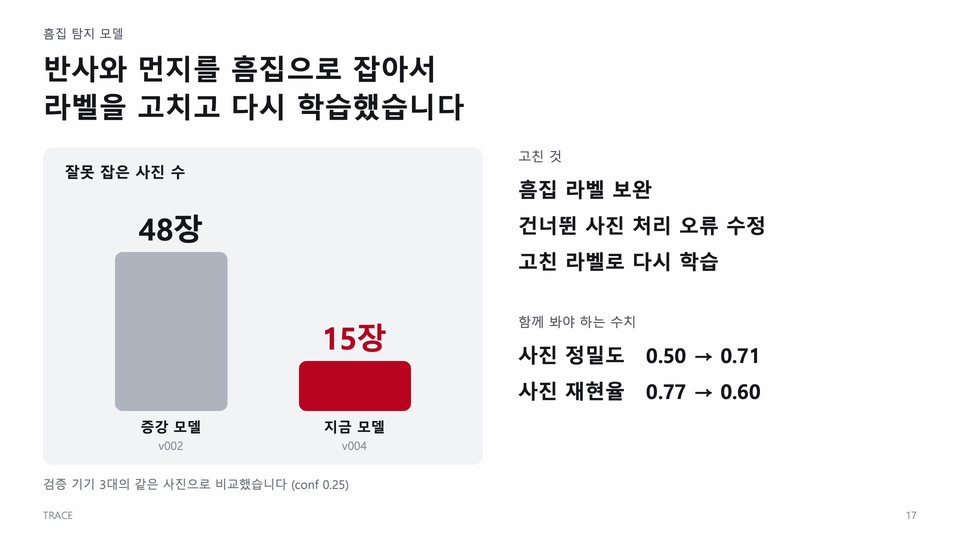 흠집 탐지 모델
반사와 먼지를 흠집으로 잡아서
라벨을 고치고 다시 학습했습니다
잘못 잡은 사진 수
48장
15장
증강 모델
v002
지금 모델
v004
검증 기기 3대의 같은 사진으로 비교했습니다 (conf 0.25)
고친 것
흠집 라벨 보완
건너뛴 사진 처리 오류 수정
고친 라벨로 다시 학습
함께 봐야 하는 수치
사진 정밀도 0.50 → 0.71
사진 재현율 0.77 → 0.60
TRACE
17